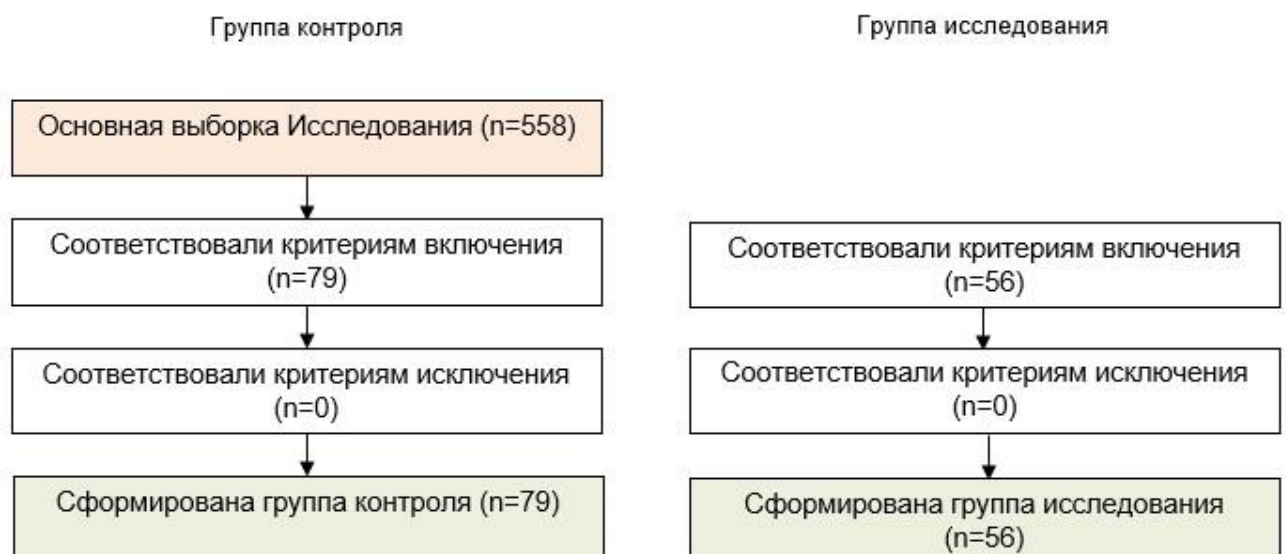 Группа контроля
Основная выборка Исследования (n=558)
Соответствовали критериям включения
(n=79)
Соответствовали критериям исключения
(n=0)
Сформирована группа контроля (n=79)
Группа исследования
Соответствовали критериям включения
(n=56)
Соответствовали критериям исключения
(n=0)
Сформирована группа исследования
(n=56)